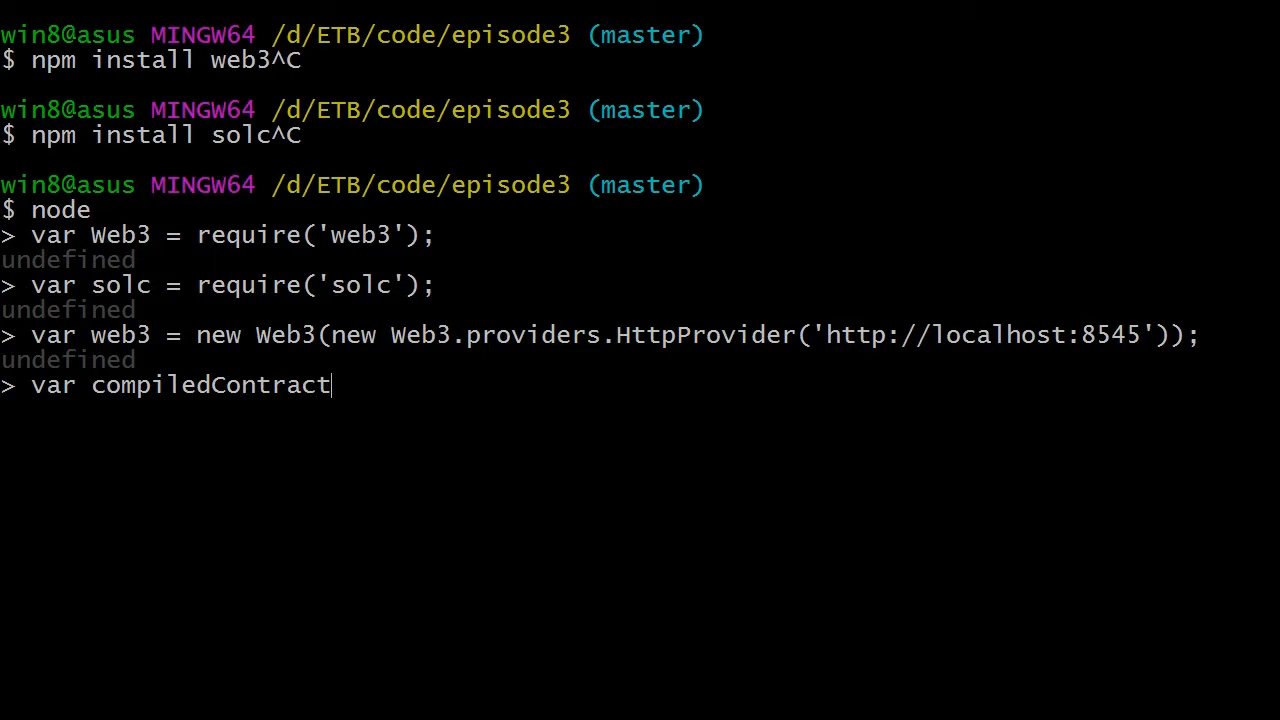 win8@asus MINGW64 /d/ETB/code/episode3 (master)
$ npm install web3^C
win8@asus MINGW64 /d/ETB/code/episode3 (master)
$ npm install solc^C
win8@asus MINGW64 /d/ETB/code/episode3 (master)
$ node
> var Web3 = require('web3');
undefined
> var solc = require('solc');
undefined
> var web3 = new Web3(new Web3.providers.HttpProvider('http://localhost:8545'));
undefined
> var compiledContract